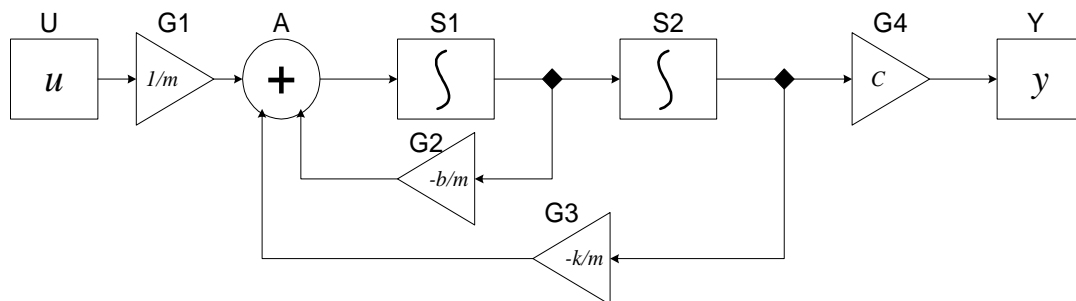 U G1 A S1 S2 G4 Y
u 1/m + ∫ ∫ C y
G2
-b/m
G3
-k/m